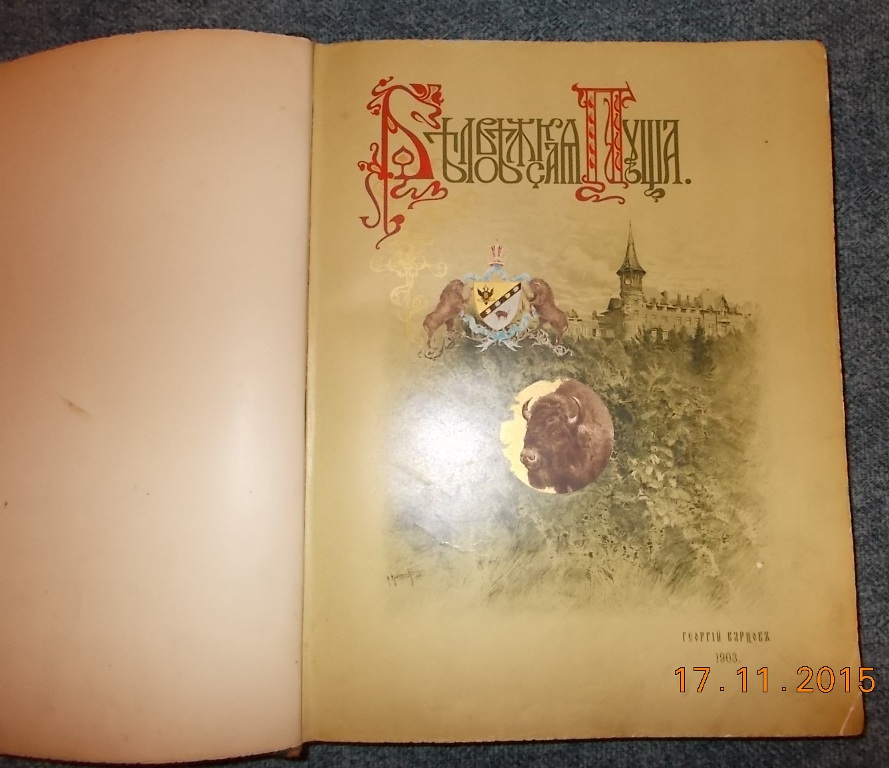 БѢЛОВѢЖСКАЯ ПУЩА.
ГЕОРГІЙ КАРЦОВЪ
1903.
17.11.2015